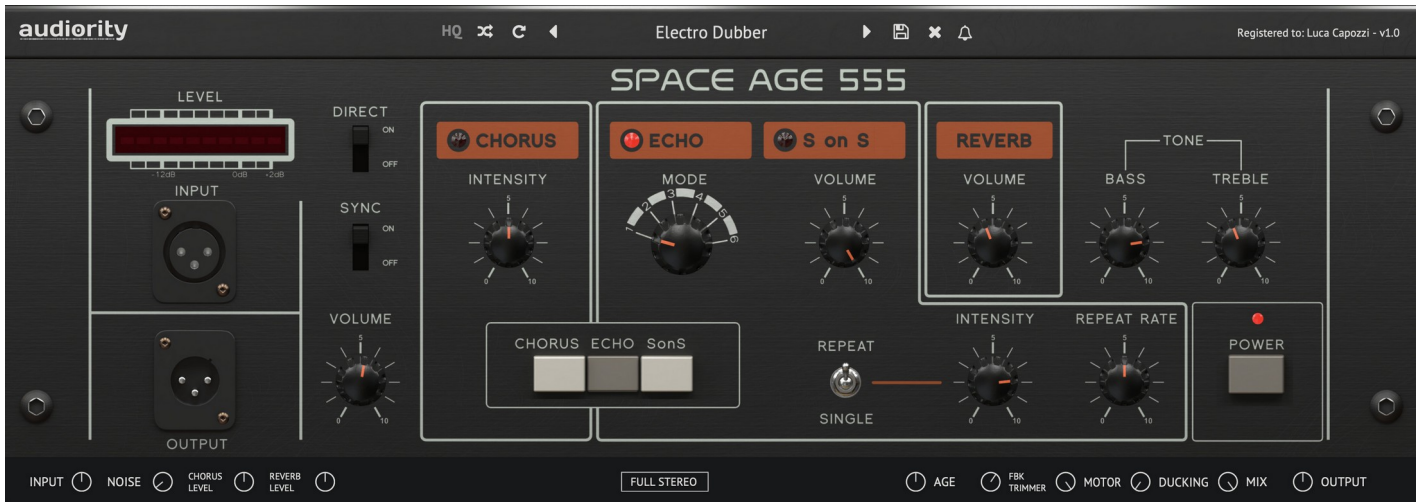 audiority
HQ
Electro Dubber
Registered to: Luca Capozzi - v1.0
SPACE AGE 555
LEVEL
-12dB 0dB -2dB
INPUT
OUTPUT
DIRECT
ON
OFF
SYNC
ON
OFF
VOLUME
5
0 10
CHORUS
INTENSITY
5
0 10
ECHO
MODE
1 2 3 4 5 6
S on S
VOLUME
5
0 10
REVERB
VOLUME
5
0 10
TONE
BASS
5
0 10
TREBLE
5
0 10
CHORUS ECHO SonS
REPEAT
SINGLE
INTENSITY
5
0 10
REPEAT RATE
5
0 10
POWER
INPUT NOISE CHORUS
LEVEL
REVERB
LEVEL
FULL STEREO
AGE FBK
TRIMMER
MOTOR DUCKING MIX OUTPUT